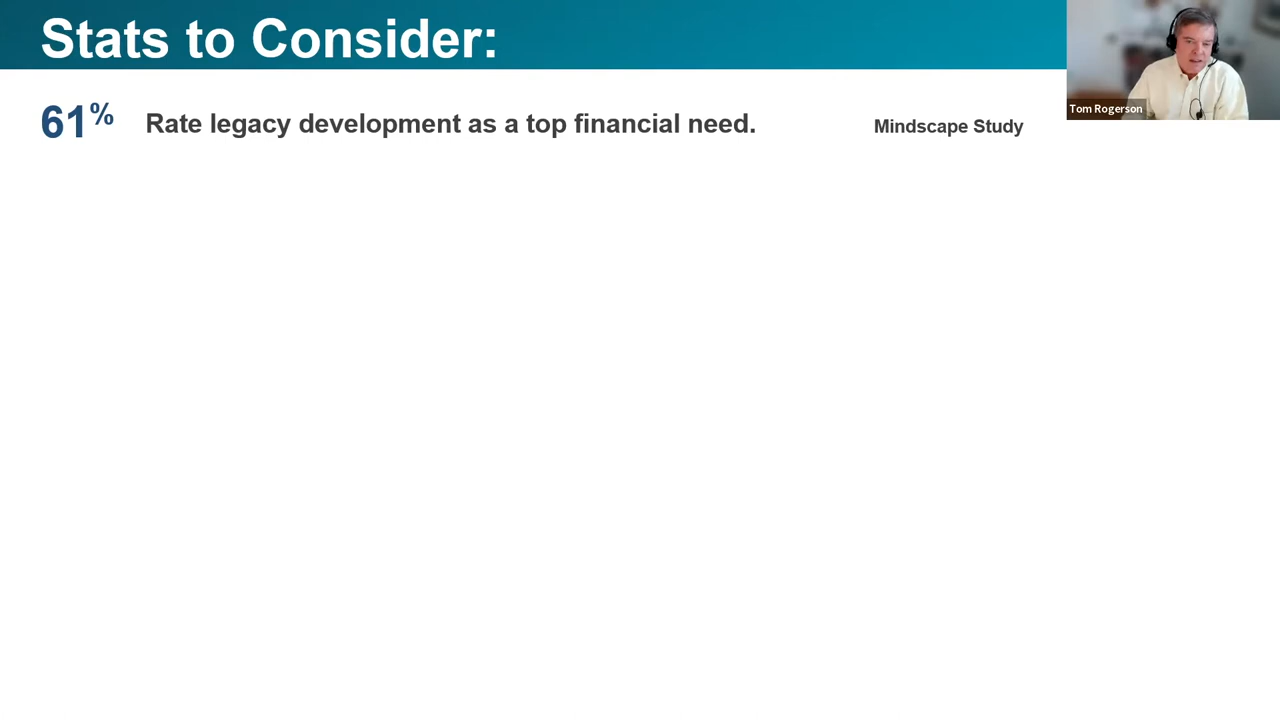 Stats to Consider:
61% Rate legacy development as a top financial need. Mindscape Study
Tom Rogerson